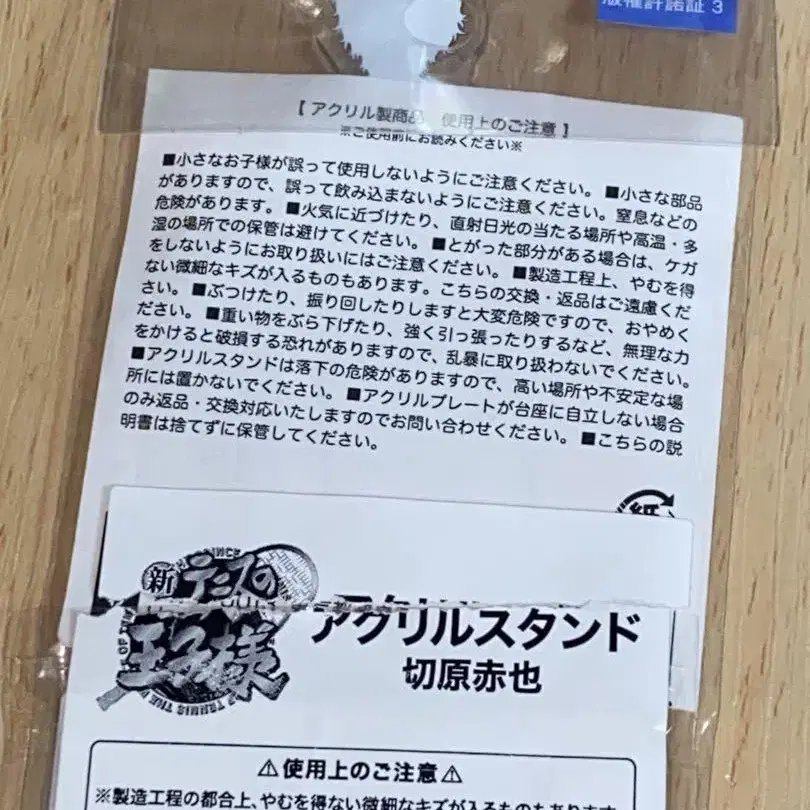 版権許諾証 3
【アクリル製商品 使用上のご注意】
※ご使用前にお読みください※
■小さなお子様が誤って使用しないようにご注意ください。 ■小さな部品
がありますので、誤って飲み込まないようにご注意ください。窒息などの
危険があります。 ■火気に近づけたり、直射日光の当たる場所や高温・多
湿の場所での保管は避けてください。 ■とがった部分がある場合は、ケガ
をしないようにお取り扱いにはご注意ください。 ■製造工程上、やむを得
ない微細なキズが入るものもあります。こちらの交換・返品はご遠慮くだ
さい。 ■ぶつけたり、振り回したりしますと大変危険ですので、おやめく
ださい。 ■重い物をぶら下げたり、強く引っ張ったりするなど、無理な力
をかけると破損する恐れがありますので、乱暴に取り扱わないでください。
■アクリルスタンドは落下の危険がありますので、高い場所や不安定な場
所には置かないでください。 ■アクリルプレートが台座に自立しない場合
のみ返品・交換対応いたしますのでお問い合わせください。 ■こちらの説
明書は捨てずに保管してください。
紙
新テニスの
王子様
アクリルスタンド
切原赤也
⚠使用上のご注意⚠
※製造工程の都合上、やむを得ない微細なキズが入るものもあります